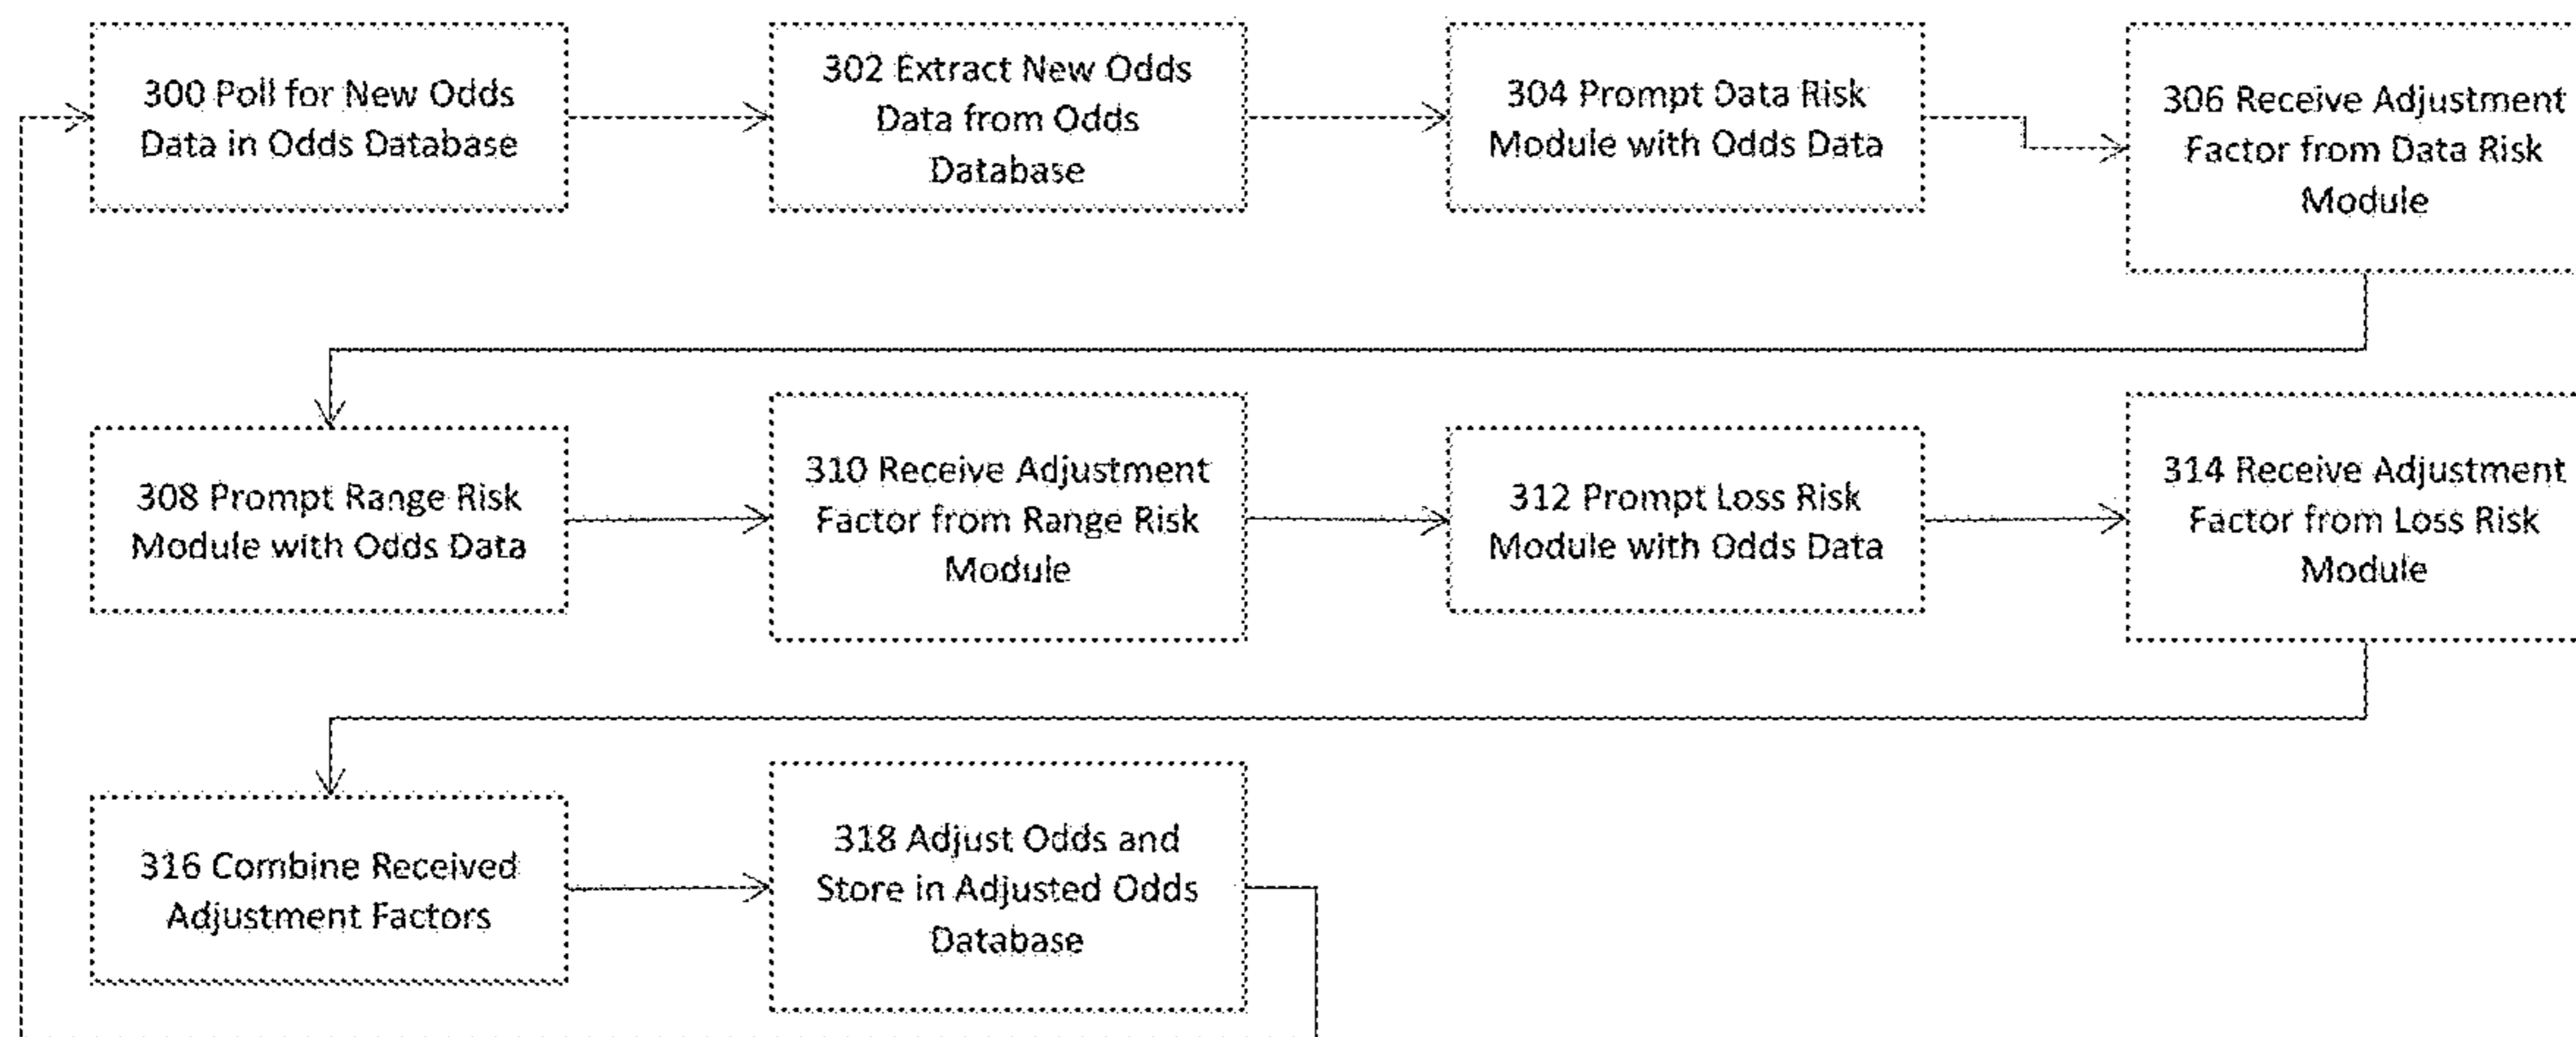 300 Poll for New Odds
Data in Odds Database
302 Extract New Odds
Data from Odds
Database
304 Prompt Data Risk
Module with Odds Data
306 Receive Adjustment
Factor from Data Risk
Module
308 Prompt Range Risk
Module with Odds Data
310 Receive Adjustment
Factor from Range Risk
Module
312 Prompt Loss Risk
Module with Odds Data
314 Receive Adjustment
Factor from Loss Risk
Module
316 Combine Received
Adjustment Factors
318 Adjust Odds and
Store in Adjusted Odds
Database